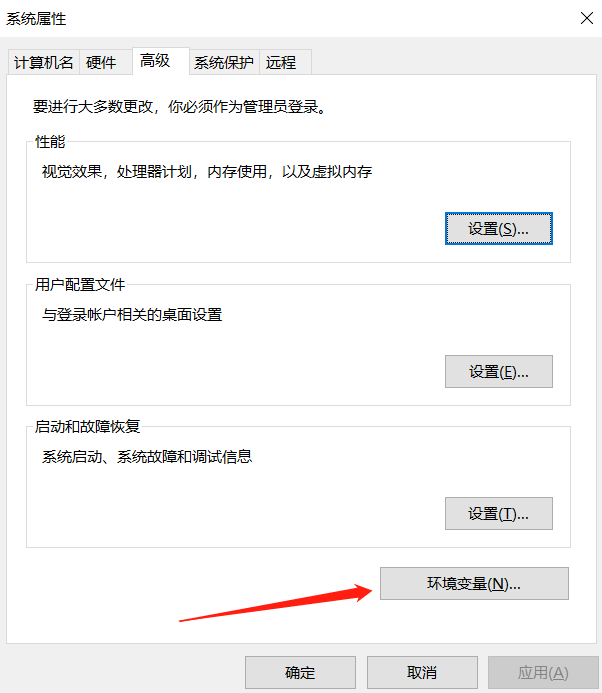 系统属性
计算机名 硬件 高级 系统保护 远程
要进行大多数更改，你必须作为管理员登录。
性能
视觉效果，处理器计划，内存使用，以及虚拟内存
设置(S)...
用户配置文件
与登录帐户相关的桌面设置
设置(E)...
启动和故障恢复
系统启动、系统故障和调试信息
设置(T)...
环境变量(N)...
确定 取消 应用(A)